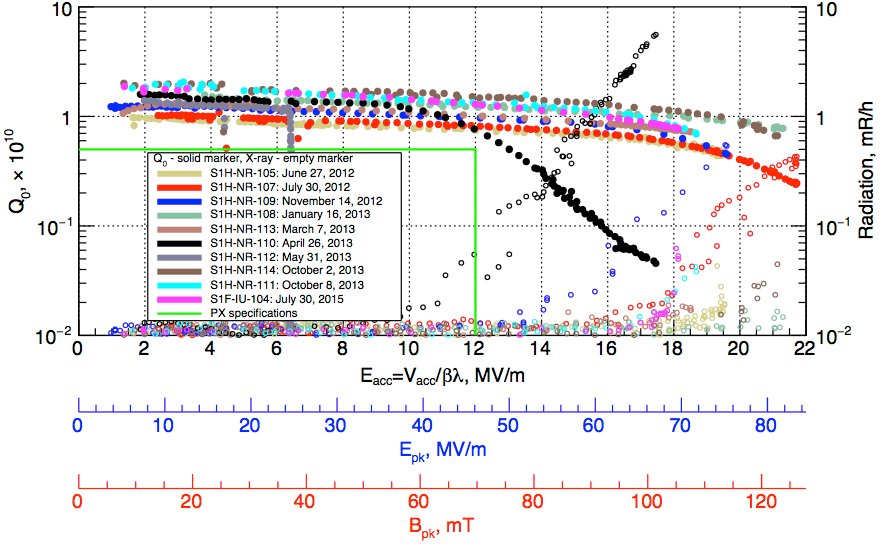 10
1
10⁻¹
10⁻²
Q₀, × 10¹⁰
10
1
10⁻¹
10⁻²
Radiation, mR/h
Q₀ - solid marker, X-ray - empty marker
S1H-NR-105: June 27, 2012
S1H-NR-107: July 30, 2012
S1H-NR-109: November 14, 2012
S1H-NR-108: January 16, 2013
S1H-NR-113: March 7, 2013
S1H-NR-110: April 26, 2013
S1H-NR-112: May 31, 2013
S1H-NR-114: October 2, 2013
S1H-NR-111: October 8, 2013
S1F-IU-104: July 30, 2015
PX specifications
0 2 4 6 8 10 12 14 16 18 20 22
Eacc=Vacc/βλ, MV/m
0 10 20 30 40 50 60 70 80
Epk, MV/m
0 20 40 60 80 100 120
Bpk, mT